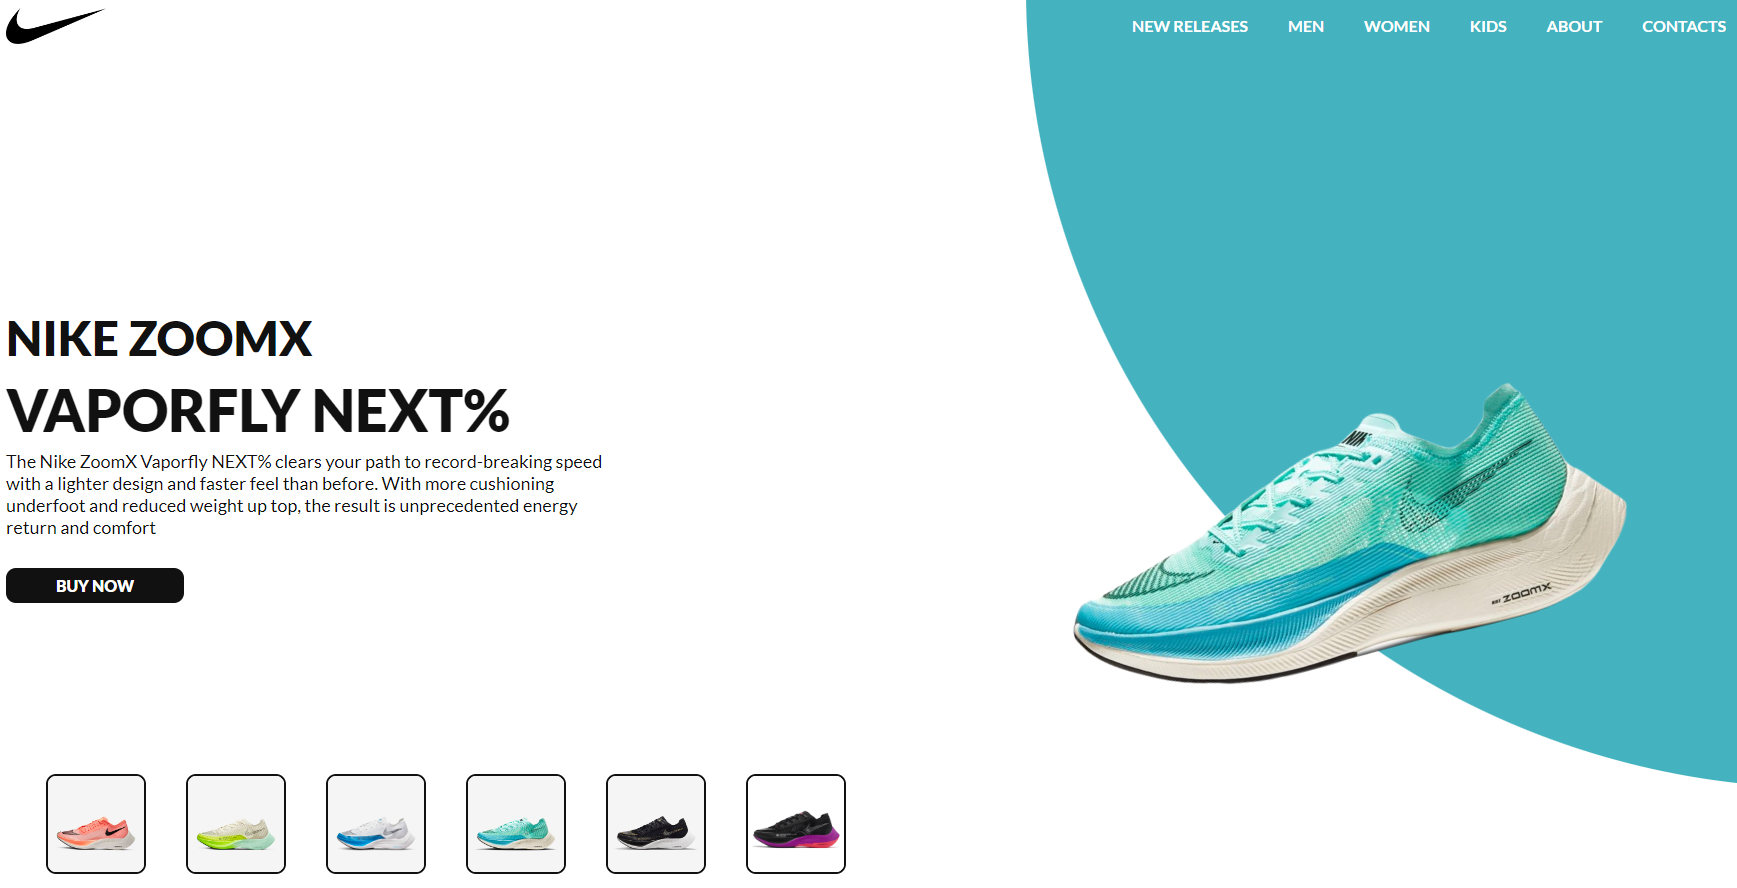 NEW RELEASES MEN WOMEN KIDS ABOUT CONTACTS
NIKE ZOOMX
VAPORFLY NEXT%
The Nike ZoomX Vaporfly NEXT% clears your path to record-breaking speed
with a lighter design and faster feel than before. With more cushioning
underfoot and reduced weight up top, the result is unprecedented energy
return and comfort
BUY NOW
ZOOMX